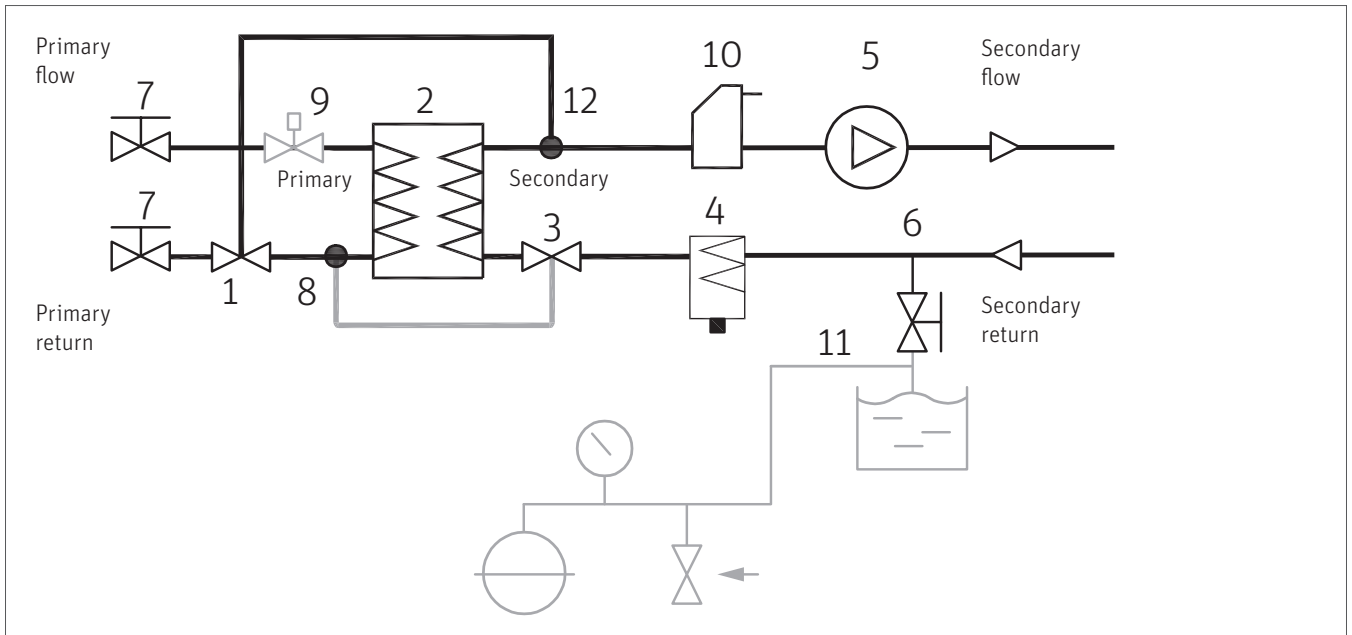 Primary
flow
7
9
2
12
10
5
Secondary
flow
Primary
Secondary
7
1
8
3
4
6
Primary
return
Secondary
return
11